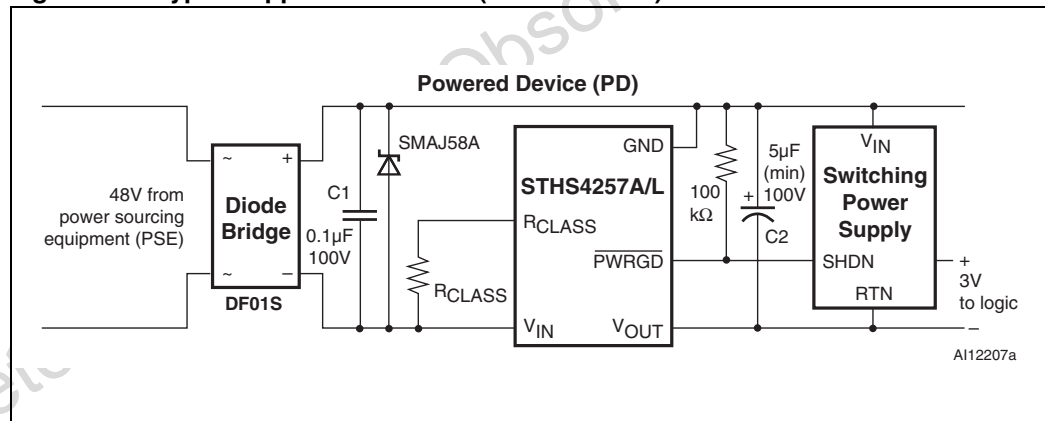 Powered Device (PD)
48V from
power sourcing
equipment (PSE)
~
+
Diode
Bridge
~
–
DF01S
C1
0.1µF
100V
SMAJ58A
RCLASS
STHS4257A/L
GND
RCLASS
PWRGD
VIN
VOUT
100
kΩ
5µF
(min)
+ 100V
C2
VIN
Switching
Power
Supply
SHDN
RTN
+
3V
to logic
–
AI12207a